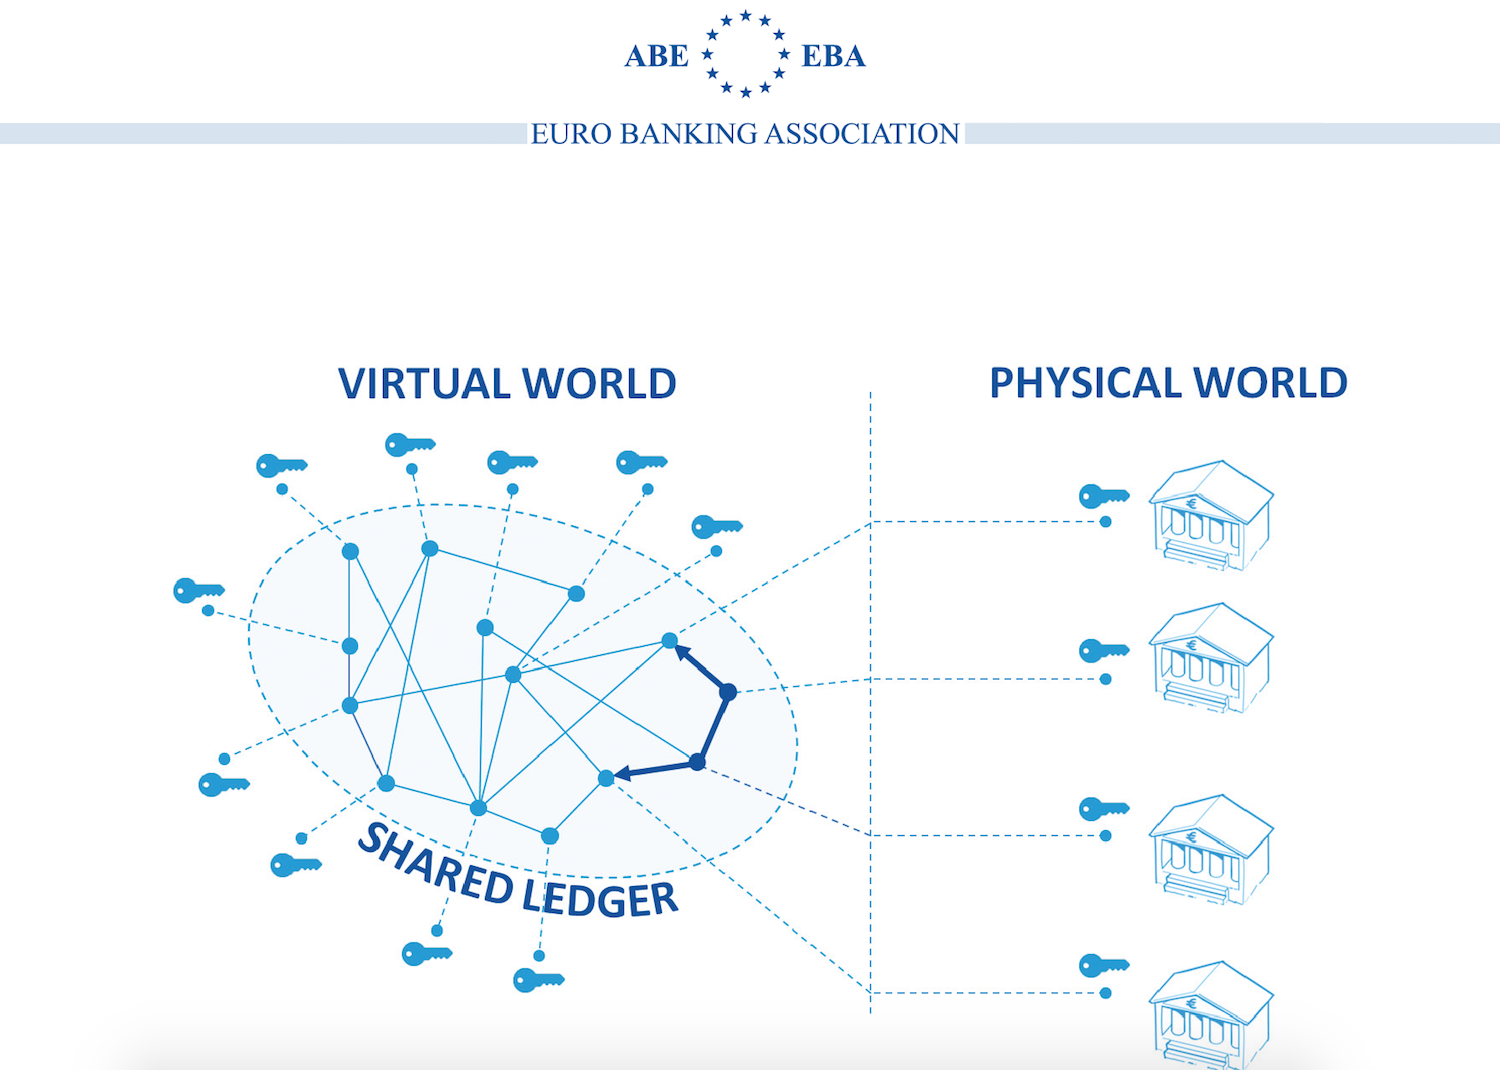 ABE EBA
EURO BANKING ASSOCIATION
VIRTUAL WORLD
PHYSICAL WORLD
€
€
€
€
SHARED LEDGER